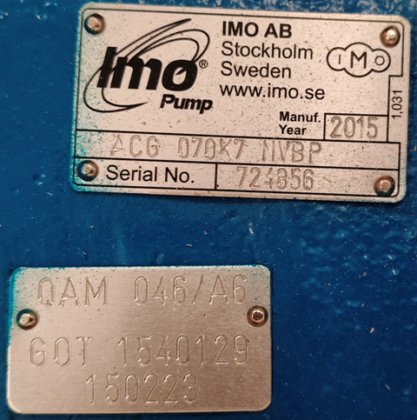 IMO AB
Stockholm
Sweden
www.imo.se
IMO
Imo®
Pump
Manuf.
Year
2015
1,031
ACG 070K7 NVBP
Serial No.
724856
QAM 046/A6
GOT 1540129
150223